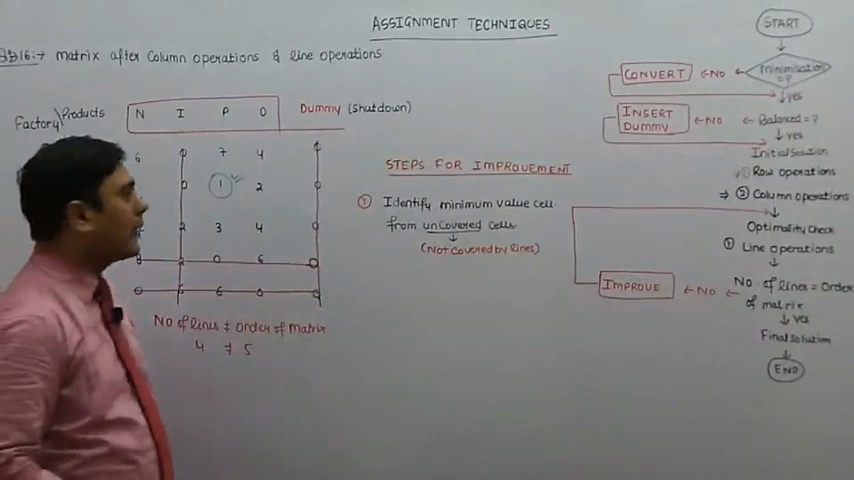 ASSIGNMENT TECHNIQUES
16:→ matrix after Column operations & line operations
Factory\Products N I P O Dummy (Shutdown)
6 0 7 4 0
0 1 2 0
2 3 4 0
0 2 0 6 0
0 5 6 0 0
No of lines ≠ order of matrix
4 ≠ 5
STEPS FOR IMPROVEMENT
① Identify minimum value cell
from uncovered cells
(Not Covered by lines)
START
CONVERT ← NO ← Minimisation = ?
↓ yes
INSERT DUMMY ← NO ← Balanced = ?
↓ yes
Initial Solution
① Row operations
⇒ ② Column operations
↓
Optimality Check
① Line operations
↓
IMPROVE ← NO ← No of lines = Order
of matrix
↓ yes
Final Solution
↓
END